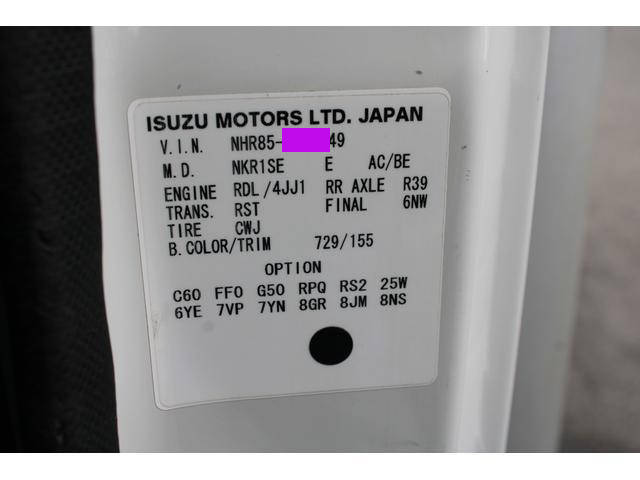 ISUZU MOTORS LTD. JAPAN
V.I.N. NHR85- 49
M.D. NKR1SE E AC/BE
ENGINE RDL/4JJ1 RR AXLE R39
TRANS. RST FINAL 6NW
TIRE CWJ
B.COLOR/TRIM 729/155
OPTION
C60 FF0 G50 RPQ RS2 25W
6YE 7VP 7YN 8GR 8JM 8NS